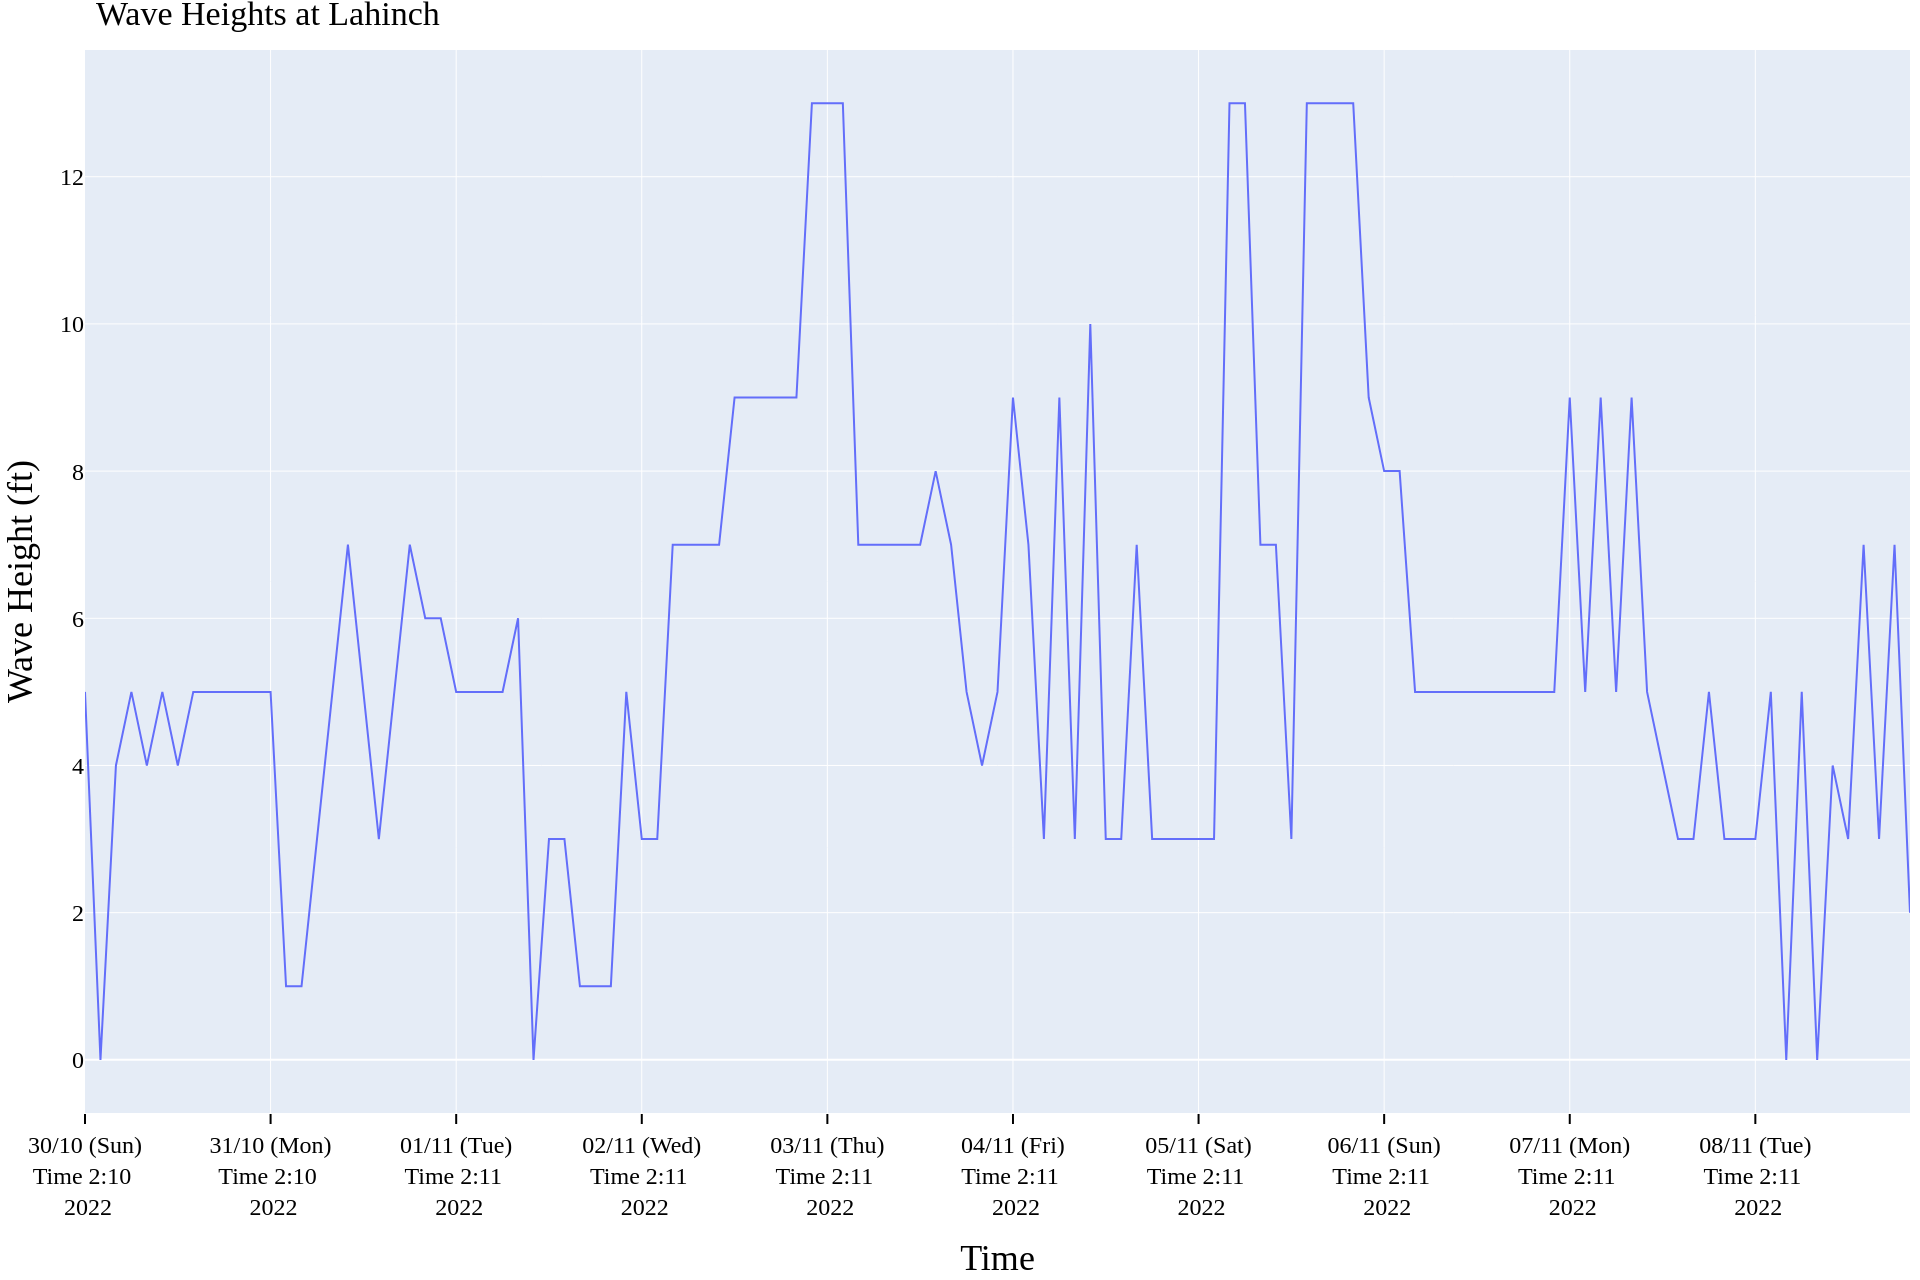 Wave Heights at Lahinch
Wave Height (ft)
12
10
8
6
4
2
0
30/10 (Sun) 31/10 (Mon) 01/11 (Tue) 02/11 (Wed) 03/11 (Thu) 04/11 (Fri) 05/11 (Sat) 06/11 (Sun) 07/11 (Mon) 08/11 (Tue)
Time 2:10 Time 2:10 Time 2:11 Time 2:11 Time 2:11 Time 2:11 Time 2:11 Time 2:11 Time 2:11 Time 2:11
2022 2022 2022 2022 2022 2022 2022 2022 2022 2022
Time